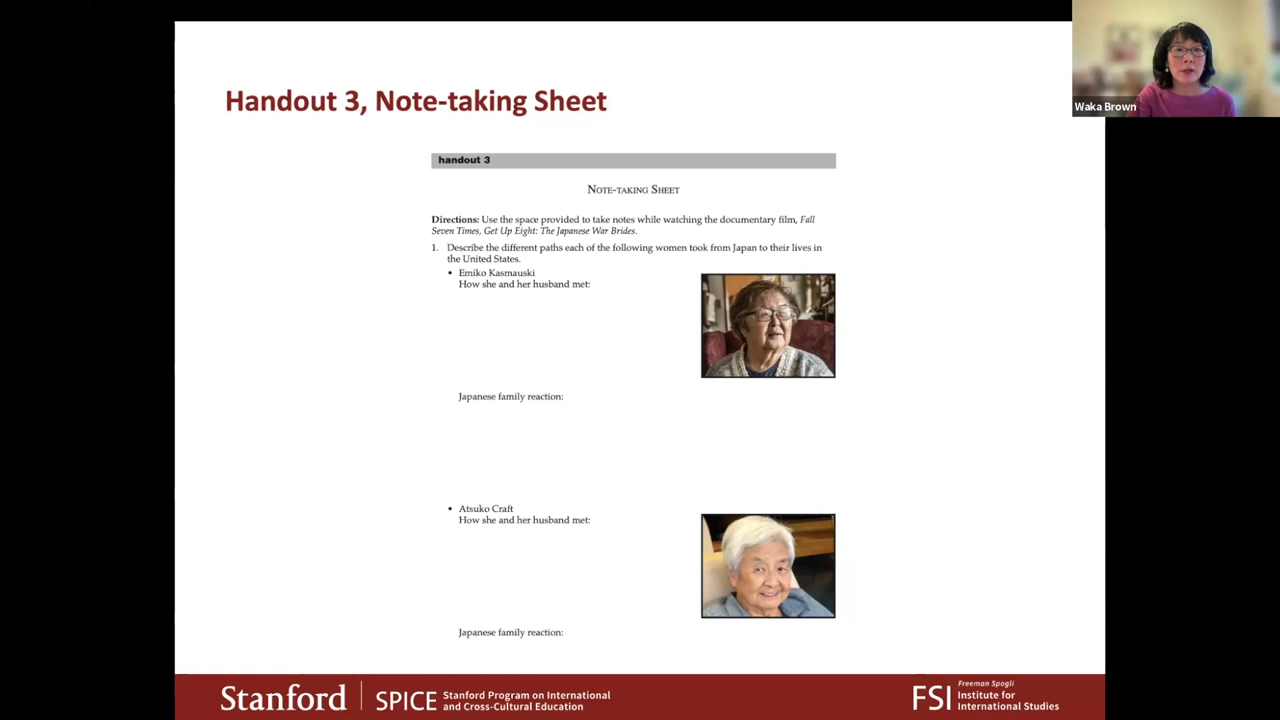 Handout 3, Note-taking Sheet
Waka Brown
handout 3
NOTE-TAKING SHEET
Directions: Use the space provided to take notes while watching the documentary film, Fall
Seven Times, Get Up Eight: The Japanese War Brides.
1. Describe the different paths each of the following women took from Japan to their lives in
the United States.
• Emiko Kasmauski
How she and her husband met:
Japanese family reaction:
• Atsuko Craft
How she and her husband met:
Japanese family reaction:
Stanford
SPICE
Stanford Program on International
and Cross-Cultural Education
FSI
Freeman Spogli
Institute for
International Studies